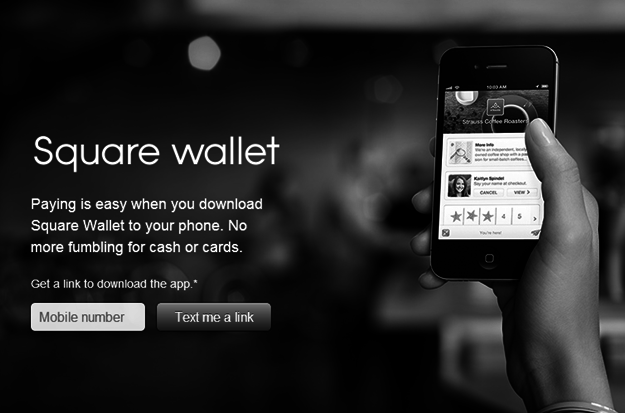 Square wallet
Paying is easy when you download
Square Wallet to your phone. No
more fumbling for cash or cards.
Get a link to download the app.*
Mobile number
Text me a link
10:03 AM
Strauss Coffee Roasters
More Info
We're an independent, locally
owned coffee shop with a passion
for small-batch coffees.
Kaitlyn Spindel
Say your name at checkout.
CANCEL
VIEW >
4 5
You're here!